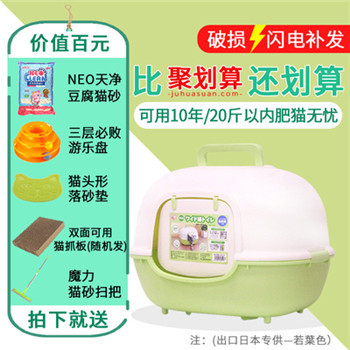 价值百元
NEO天净
豆腐猫砂
三层必败
游乐盘
猫头形
落砂垫
双面可用
猫抓板(随机发)
魔力
猫砂扫把
拍下就送
破损 闪电补发
比 聚划算 还划算
-juhuasuan.com-
可用10年/20斤以内肥猫无忧
注：(出口日本专供—若葉色)